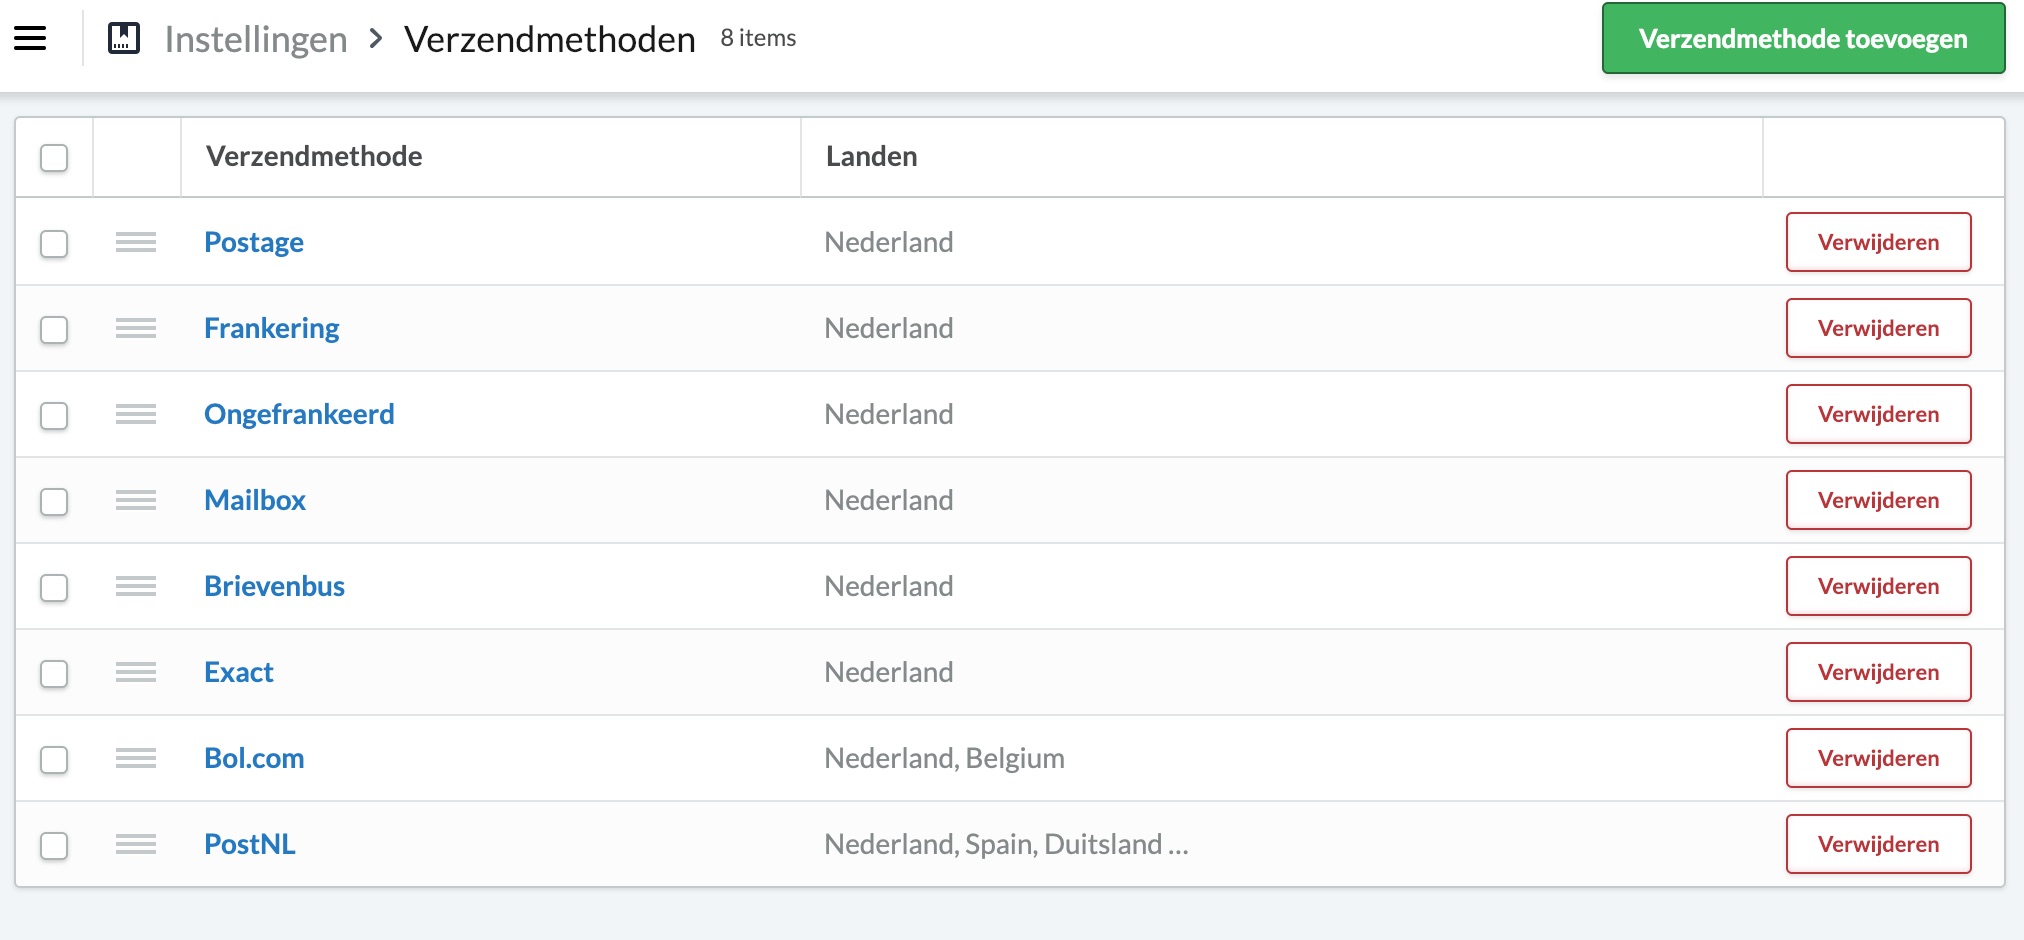 Instellingen > Verzendmethoden 8 items Verzendmethode toevoegen
Verzendmethode Landen
Postage Nederland Verwijderen
Frankering Nederland Verwijderen
Ongefrankeerd Nederland Verwijderen
Mailbox Nederland Verwijderen
Brievenbus Nederland Verwijderen
Exact Nederland Verwijderen
Bol.com Nederland, Belgium Verwijderen
PostNL Nederland, Spain, Duitsland ... Verwijderen